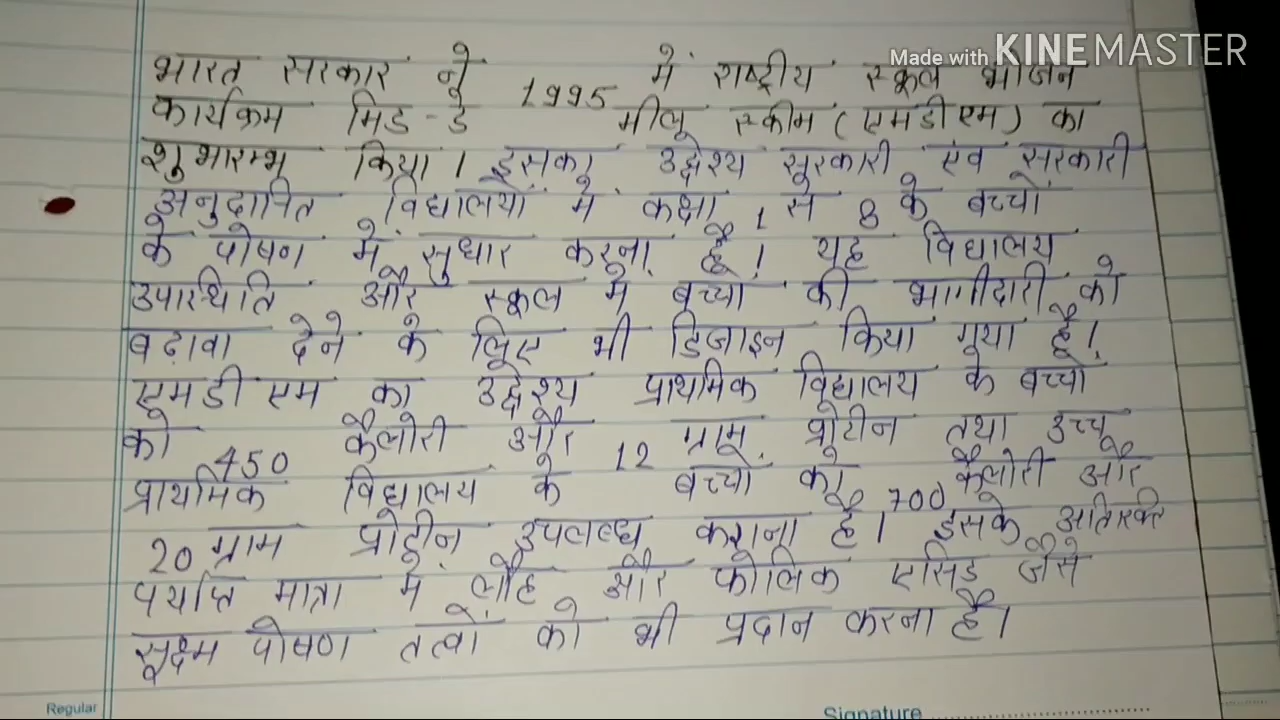 Made with KINEMASTER
भारत सरकार ने 1995 में राष्ट्रीय स्कूल भोजन
कार्यक्रम मिड-डे मील स्कीम (एमडीएम) का
शुभारम्भ किया। इसका उद्देश्य सरकारी एंव सरकारी
अनुदानित विद्यालयों में कक्षा 1 से 8 के बच्चों
के पोषण में सुधार करना है। यह विद्यालय
उपस्थिति और स्कूल में बच्चों की भागीदारी को
बढ़ावा देने के लिए भी डिजाइन किया गया है।
एमडीएम का उद्देश्य प्राथमिक विद्यालय के बच्चों
को 450 कैलोरी और 12 ग्राम प्रोटीन तथा उच्च
प्राथमिक विद्यालय के बच्चों को 700 कैलोरी और
20 ग्राम प्रोटीन उपलब्ध कराना है। इसके अतिरिक्त
पर्याप्त मात्रा में लौह और फोलिक एसिड जैसे
सूक्ष्म पोषण तत्वों को भी प्रदान करना है।
Regular
Signature